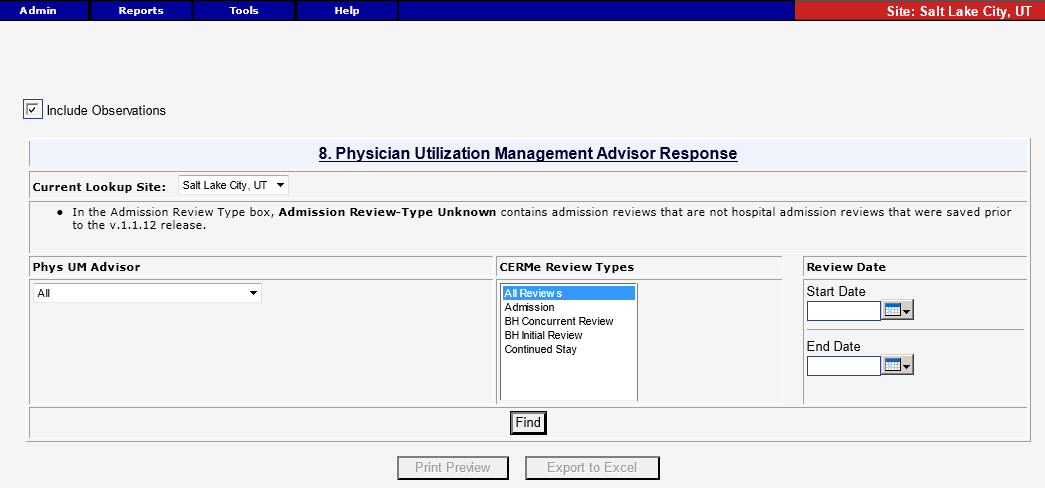 Admin Reports Tools Help Site: Salt Lake City, UT
Include Observations
8. Physician Utilization Management Advisor Response
Current Lookup Site: Salt Lake City, UT
• In the Admission Review Type box, Admission Review-Type Unknown contains admission reviews that are not hospital admission reviews that were saved prior
to the v.1.1.12 release.
Phys UM Advisor CERMe Review Types Review Date
All
All Reviews
Admission
BH Concurrent Review
BH Initial Review
Continued Stay
Start Date
End Date
Find
Print Preview Export to Excel